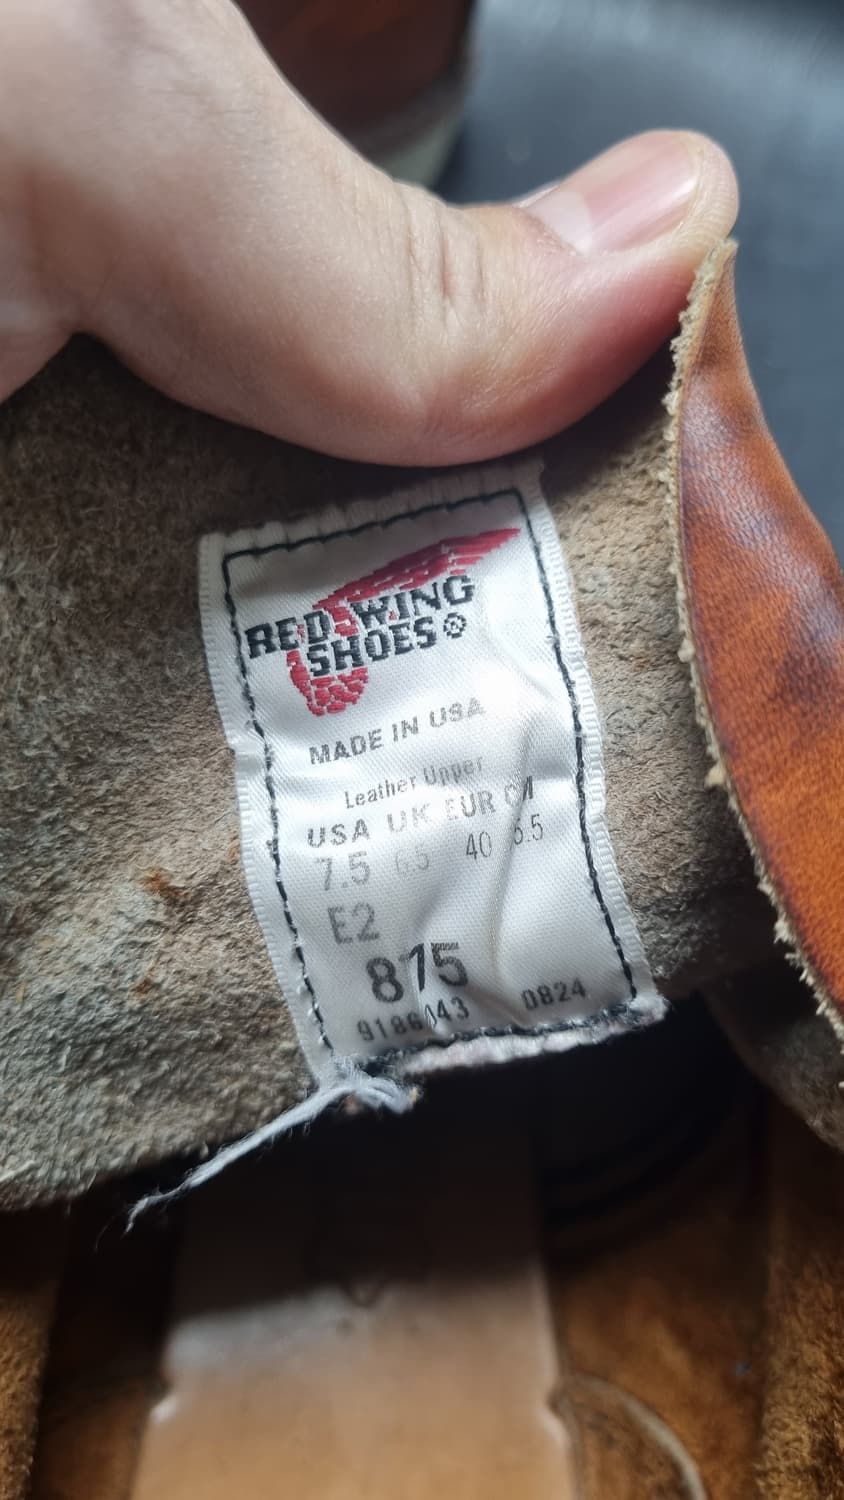 RED WING
SHOES®
MADE IN USA
Leather Upper
USA UK EUR CM
7.5 6.5 40 5.5
E2
875
0824